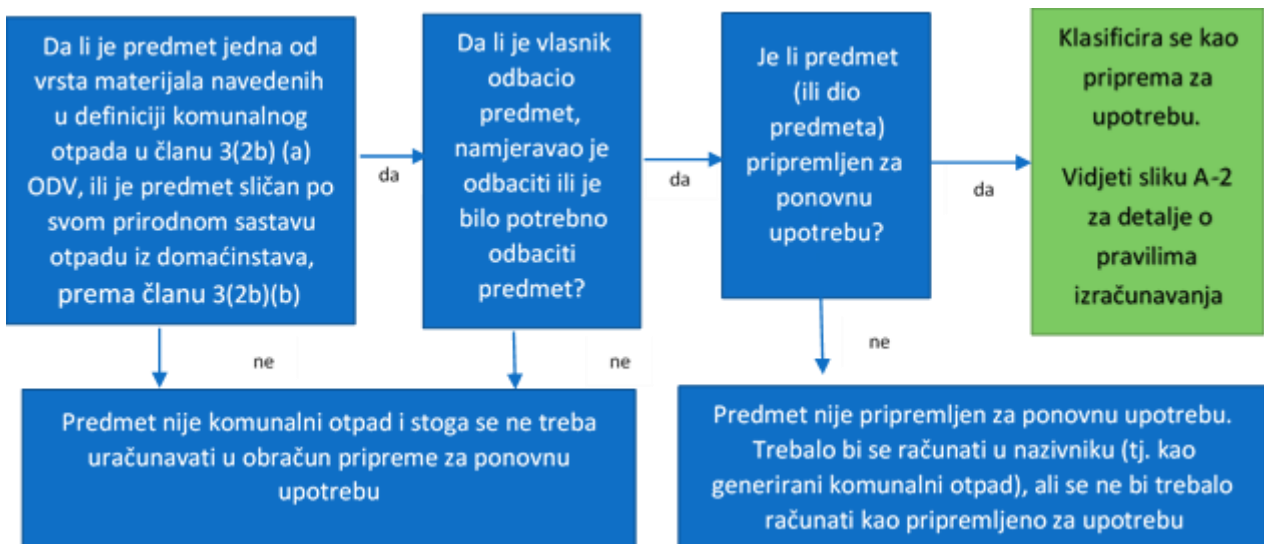 Da li je predmet jedna od
vrsta materijala navedenih
u definiciji komunalnog
otpada u članu 3(2b) (a)
ODV, ili je predmet sličan po
svom prirodnom sastavu
otpadu iz domaćinstava,
prema članu 3(2b)(b)
da
Da li je vlasnik
odbacio
predmet,
namjeravao je
odbaciti ili je
bilo potrebno
odbaciti
predmet?
da
Je li predmet
(ili dio
predmeta)
pripremljen za
ponovnu
upotrebu?
da
Klasificira se kao
priprema za
upotrebu.
Vidjeti sliku A-2
za detalje o
pravilima
izračunavanja
ne
ne
ne
Predmet nije komunalni otpad i stoga se ne treba
uračunavati u obračun pripreme za ponovnu
upotrebu
Predmet nije pripremljen za ponovnu upotrebu.
Trebalo bi se računati u nazivniku (tj. kao
generirani komunalni otpad), ali se ne bi trebalo
računati kao pripremljeno za upotrebu